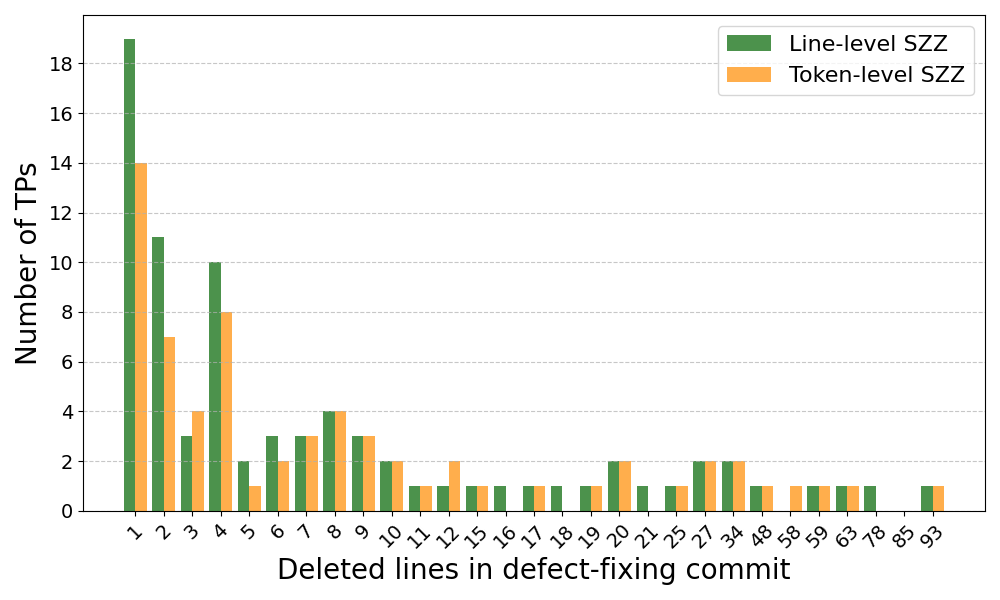 Line-level SZZ
Token-level SZZ
Number of TPs
18
16
14
12
10
8
6
4
2
0
1 2 3 4 5 6 7 8 9 10 11 12 15 16 17 18 19 20 21 25 27 34 48 58 59 63 78 85 93
Deleted lines in defect-fixing commit